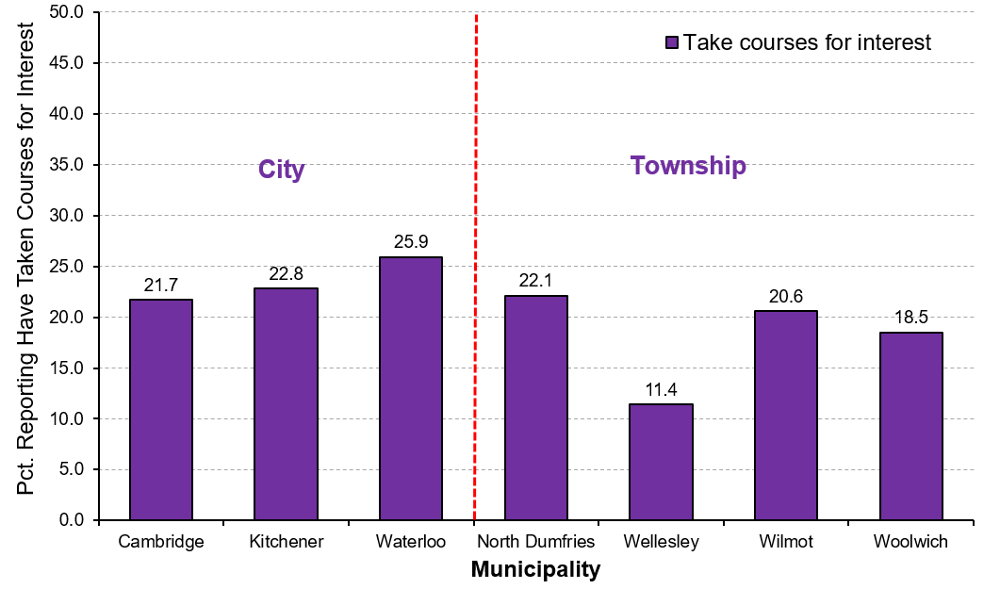 Pct. Reporting Have Taken Courses for Interest
50.0
45.0
40.0
35.0
30.0
25.0
20.0
15.0
10.0
5.0
0.0
Take courses for interest
City
Township
21.7
22.8
25.9
22.1
11.4
20.6
18.5
Cambridge
Kitchener
Waterloo
North Dumfries
Wellesley
Wilmot
Woolwich
Municipality